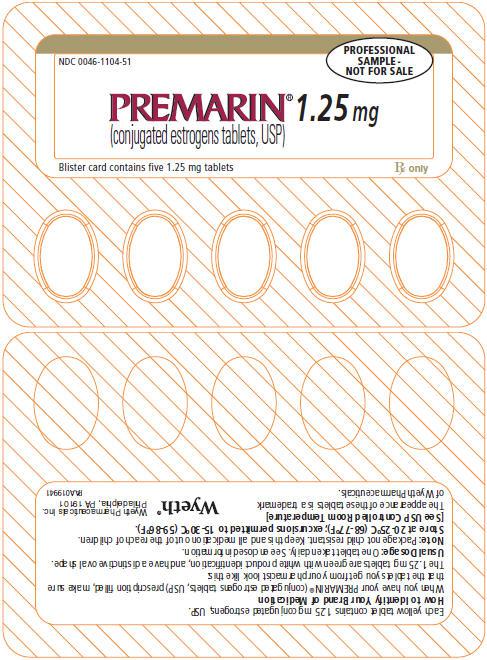 NDC 0046-1104-51
PROFESSIONAL
SAMPLE -
NOT FOR SALE
PREMARIN® 1.25 mg
(conjugated estrogens tablets, USP)
Blister card contains five 1.25 mg tablets
Rx only
Each yellow tablet contains 1.25 mg conjugated estrogens, USP.
How to Identify Your Brand of Medication
When you have your PREMARIN® (conjugated estrogens tablets, USP) prescription filled, make sure
that the tablets you get from your pharmacist look like this:
The 1.25 mg tablets are green with white product identification, and have a distinctive oval shape.
Usual Dosage: One tablet taken daily. See enclosed information.
Note: Package not child resistant. Keep this and all medication out of the reach of children.
Store at 20-25°C (68-77°F); excursions permitted to 15-30°C (59-86°F).
[see USP Controlled Room Temperature]
The appearance of these tablets is a trademark
of Wyeth Pharmaceuticals.
Wyeth®
Wyeth Pharmaceuticals Inc.
Philadelphia, PA 19101